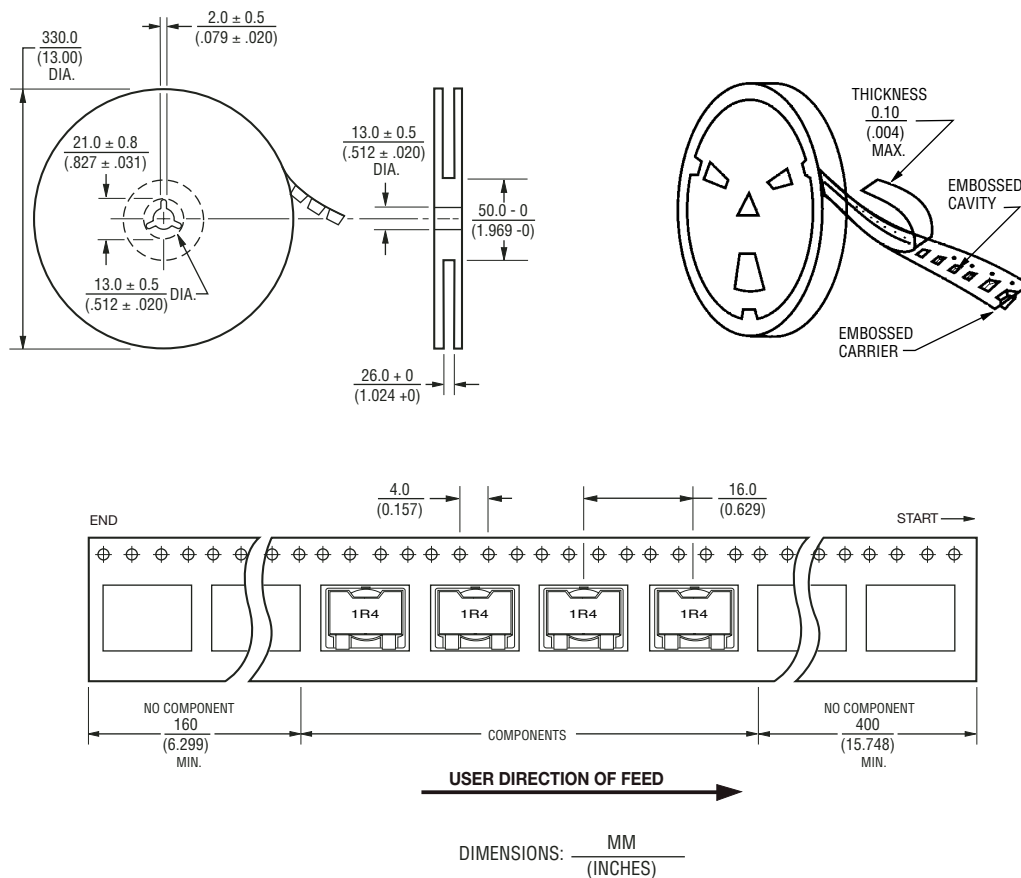 2.0 ± 0.5
(.079 ± .020)
330.0
(13.00)
DIA.
21.0 ± 0.8
(.827 ± .031)
13.0 ± 0.5
(.512 ± .020)
DIA.
13.0 ± 0.5
(.512 ± .020)
DIA.
50.0 - 0
(1.969 -0)
26.0 + 0
(1.024 +0)
THICKNESS
0.10
(.004)
MAX.
EMBOSSED
CAVITY
EMBOSSED
CARRIER
4.0
(0.157)
16.0
(0.629)
END
START
1R4
1R4
1R4
1R4
NO COMPONENT
160
(6.299)
MIN.
COMPONENTS
NO COMPONENT
400
(15.748)
MIN.
USER DIRECTION OF FEED
DIMENSIONS:
MM
(INCHES)